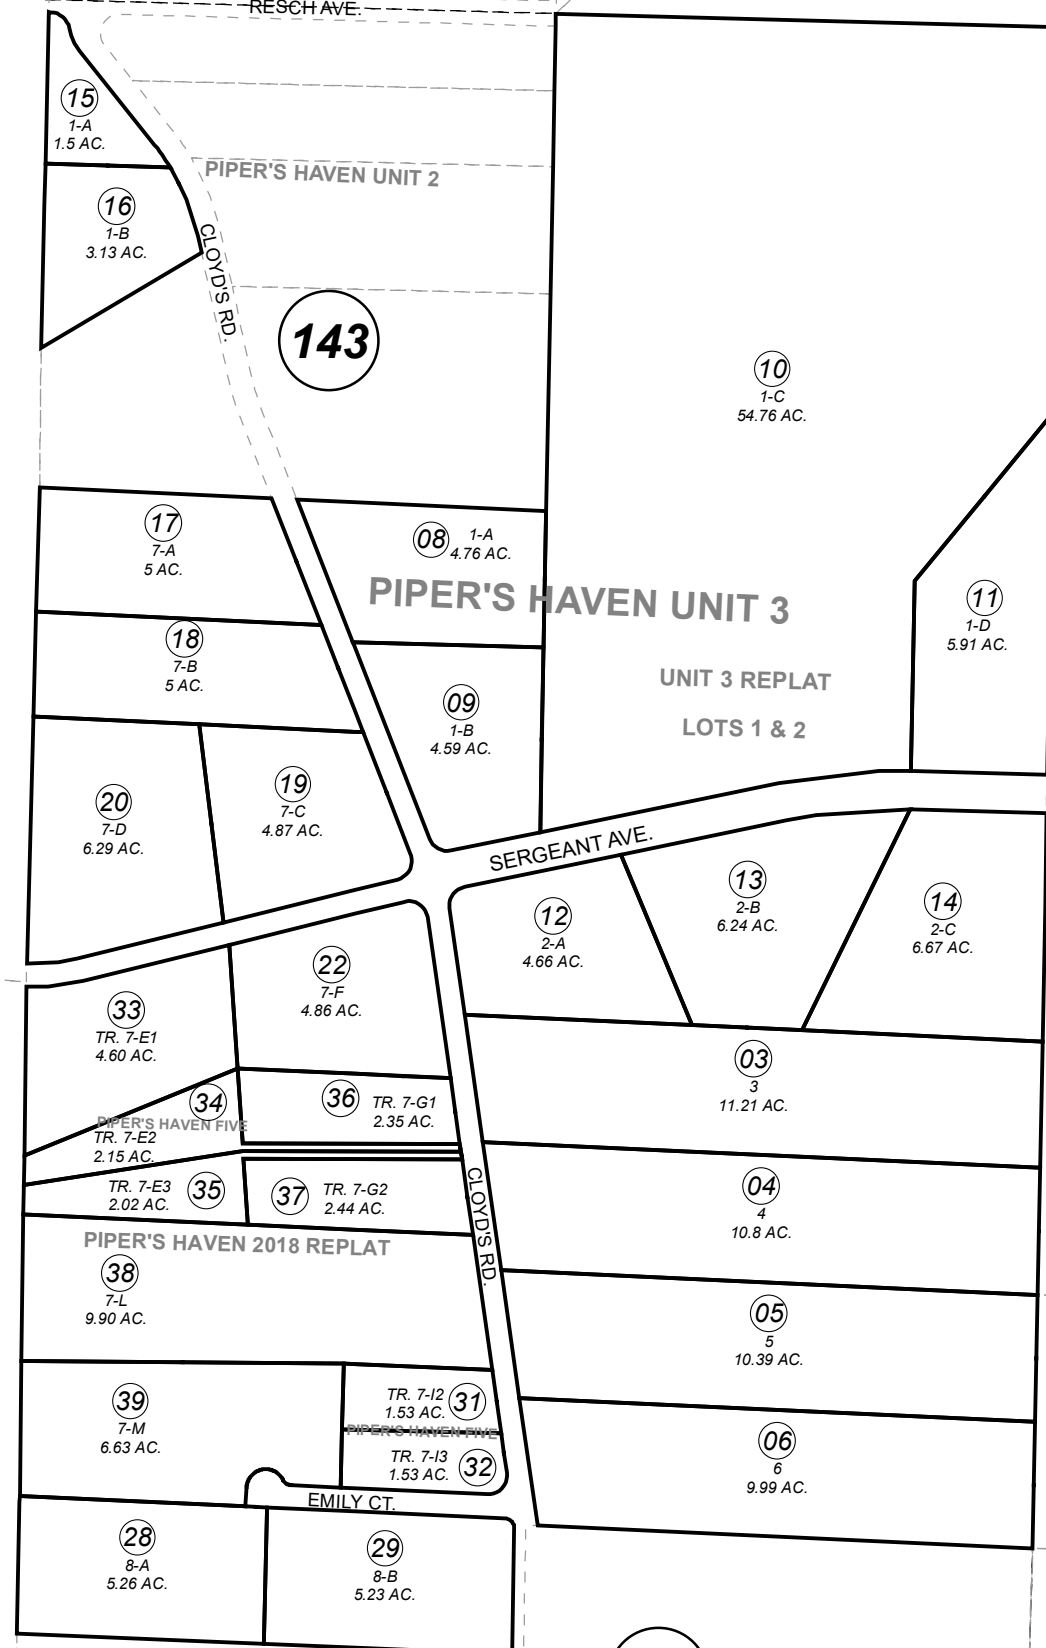 RESCH AVE.
15
1-A
1.5 AC.
PIPER'S HAVEN UNIT 2
16
1-B
3.13 AC.
CLOYD'S RD.
143
10
1-C
54.76 AC.
17
7-A
5 AC.
08
1-A
4.76 AC.
PIPER'S HAVEN UNIT 3
11
1-D
5.91 AC.
18
7-B
5 AC.
UNIT 3 REPLAT
LOTS 1 & 2
09
1-B
4.59 AC.
20
7-D
6.29 AC.
19
7-C
4.87 AC.
SERGEANT AVE.
12
2-A
4.66 AC.
13
2-B
6.24 AC.
14
2-C
6.67 AC.
22
7-F
4.86 AC.
33
TR. 7-E1
4.60 AC.
03
3
11.21 AC.
34
PIPER'S HAVEN FIVE
TR. 7-E2
2.15 AC.
36
TR. 7-G1
2.35 AC.
TR. 7-E3
2.02 AC.
35
37
TR. 7-G2
2.44 AC.
CLOYD'S RD.
04
4
10.8 AC.
PIPER'S HAVEN 2018 REPLAT
38
7-L
9.90 AC.
05
5
10.39 AC.
39
7-M
6.63 AC.
TR. 7-I2
1.53 AC.
31
PIPER'S HAVEN FIVE
TR. 7-I3
1.53 AC.
32
06
6
9.99 AC.
EMILY CT.
28
8-A
5.26 AC.
29
8-B
5.23 AC.